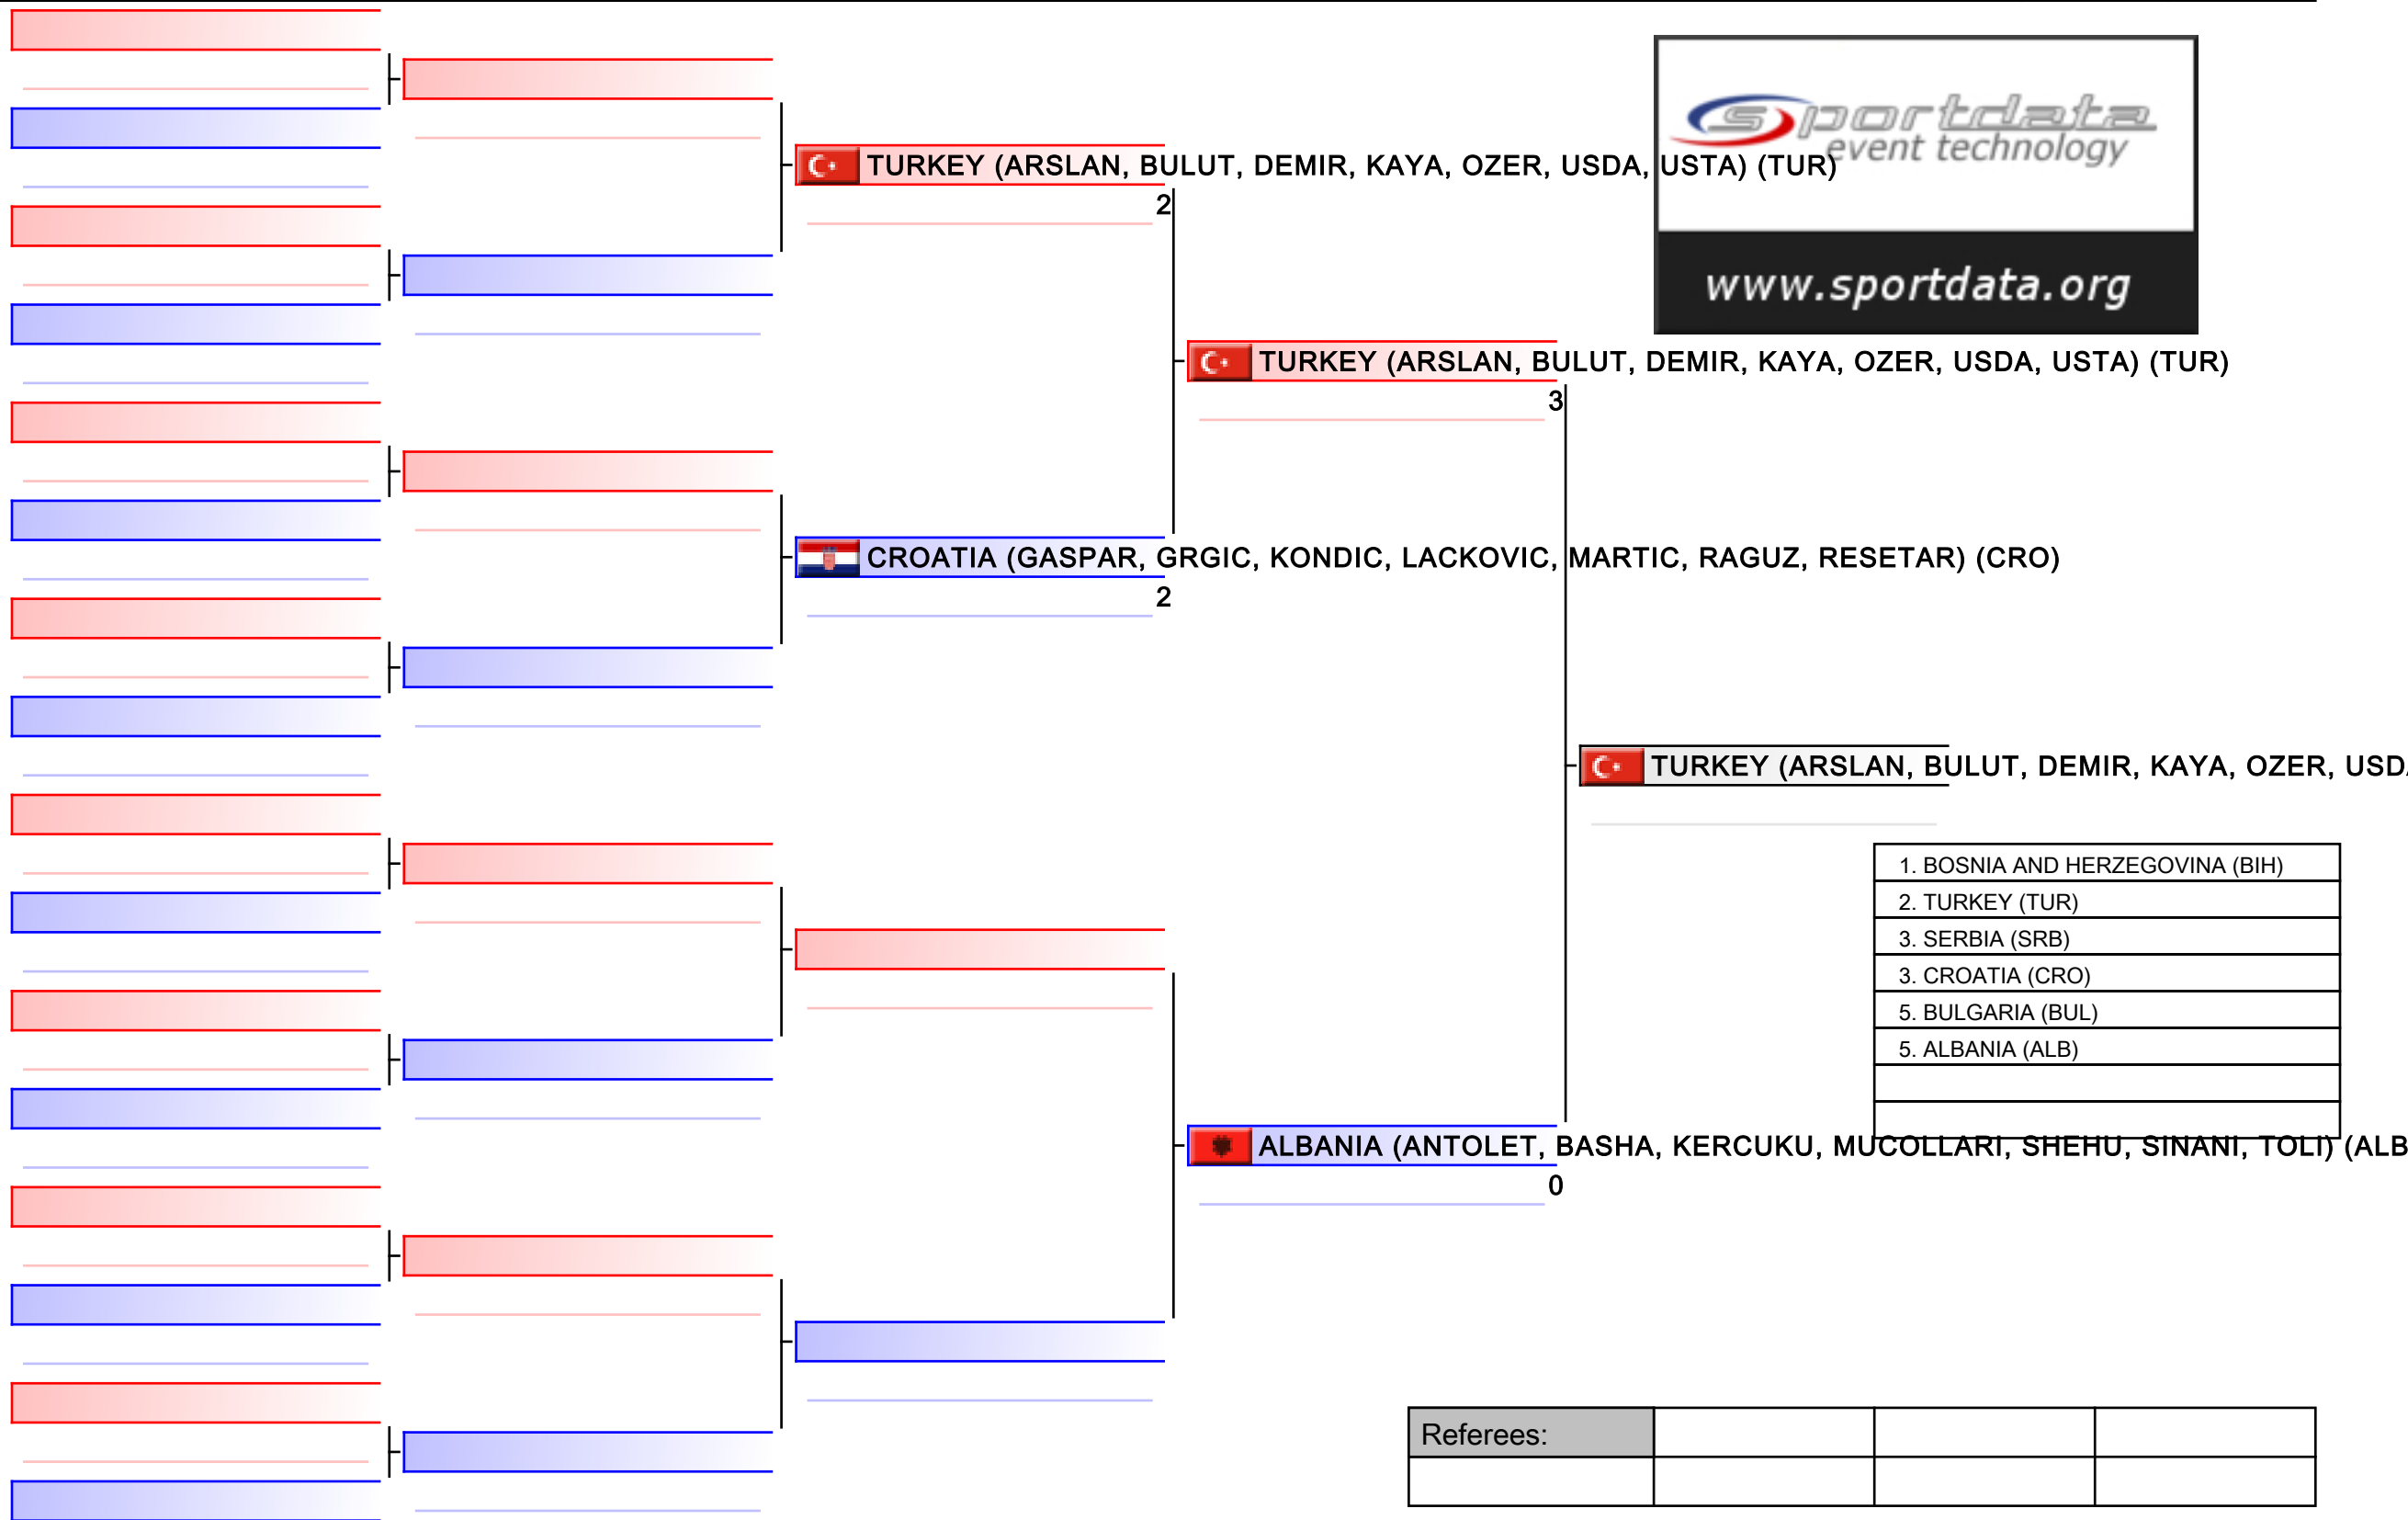 sportdata
event technology
www.sportdata.org
TURKEY (ARSLAN, BULUT, DEMIR, KAYA, OZER, USDA, USTA) (TUR)
2
TURKEY (ARSLAN, BULUT, DEMIR, KAYA, OZER, USDA, USTA) (TUR)
3
CROATIA (GASPAR, GRGIC, KONDIC, LACKOVIC, MARTIC, RAGUZ, RESETAR) (CRO)
2
TURKEY (ARSLAN, BULUT, DEMIR, KAYA, OZER, USD
1. BOSNIA AND HERZEGOVINA (BIH)
2. TURKEY (TUR)
3. SERBIA (SRB)
3. CROATIA (CRO)
5. BULGARIA (BUL)
5. ALBANIA (ALB)
ALBANIA (ANTOLET, BASHA, KERCUKU, MUCOLLARI, SHEHU, SINANI, TOLI) (ALB
0
Referees: